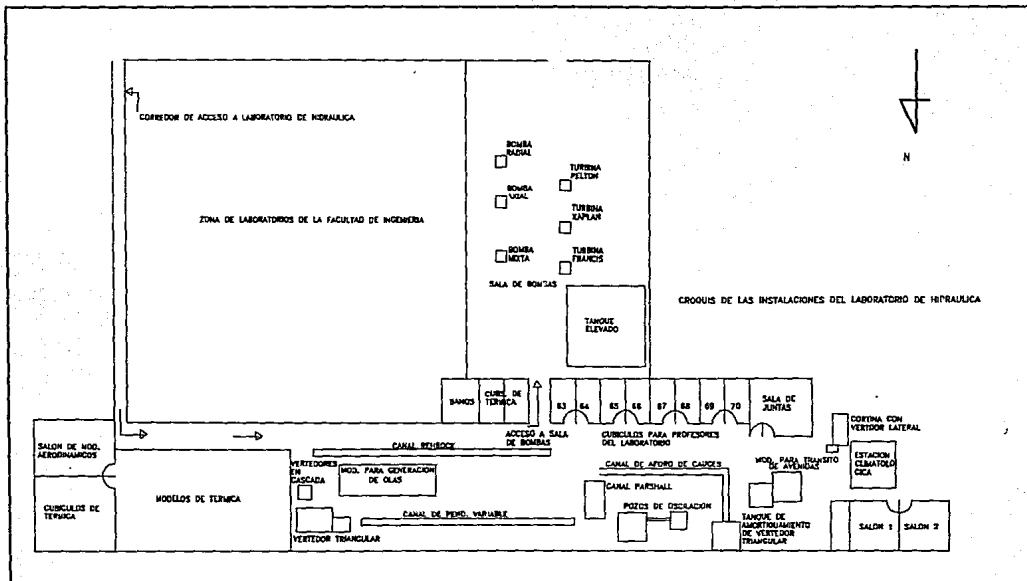 CORREDOR DE ACCESO A LABORATORIO DE HIDRAULICA
N
ZONA DE LABORATORIOS DE LA FACULTAD DE INGENIERIA
BOMBA
RADIAL
BOMBA
AXIAL
BOMBA
MIXTA
TURBINA
PELTON
TURBINA
KAPLAN
TURBINA
FRANCIS
SALA DE BOMBAS
TANQUE
ELEVADO
CROQUIS DE LAS INSTALACIONES DEL LABORATORIO DE HIDRAULICA
BANOS
CUBS. DE
TERMICA
ACCESO A SALA
DE BOMBAS
63 64 65 66 67 68 69 70
SALA DE
JUNTAS
CUBICULOS PARA PROFESORES
DEL LABORATORIO
CORTINA CON
VERTEDOR LATERAL
SALON DE MOD.
AERODINAMICOS
CUBICULOS DE
TERMICA
MODELOS DE TERMICA
CANAL REHBOCK
VERTEDORES
EN
CASCADA
MOD. PARA GENERACION
DE OLAS
VERTEDOR TRIANGULAR
CANAL DE PEND. VARIABLE
CANAL DE AFORO DE CAUCES
CANAL PARSHALL
POZOS DE OSCILACION
MOD. PARA TRANSITO
DE AVENIDAS
ESTACION
CLIMATOLO
GICA
TANQUE DE
AMORTIGUAMIENTO
DE VERTEDOR
TRIANGULAR
SALON 1
SALON 2